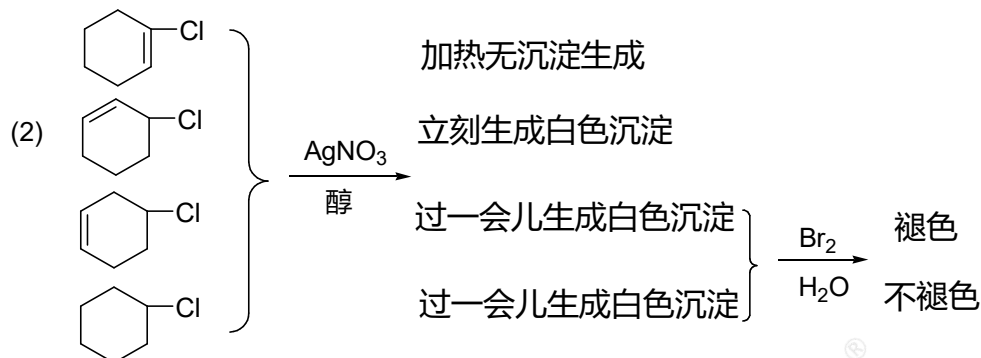 Cl
加热无沉淀生成
(2)
Cl
立刻生成白色沉淀
AgNO₃
醇
Cl
过一会儿生成白色沉淀
Br₂
H₂O
褪色
Cl
过一会儿生成白色沉淀
不褪色
®